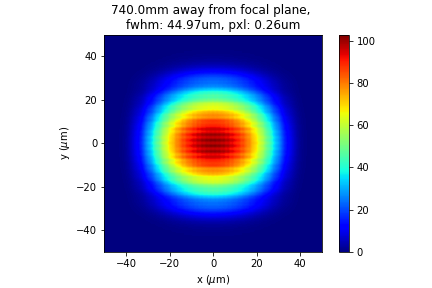 740.0mm away from focal plane,
fwhm: 44.97um, pxl: 0.26um
y (μm)
40
20
0
−20
−40
−40 −20 0 20 40
x (μm)
100
80
60
40
20
0